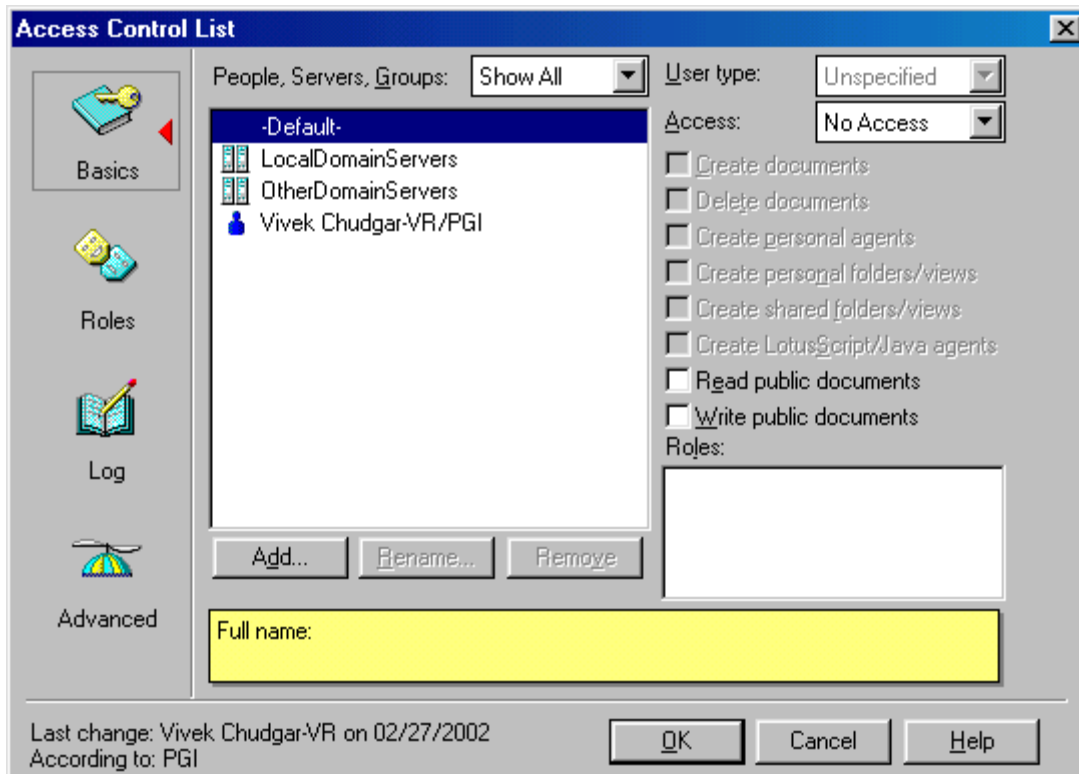 Access Control List
Basics
Roles
Log
Advanced
People, Servers, Groups: Show All
-Default-
LocalDomainServers
OtherDomainServers
Vivek Chudgar-VR/PGI
Add... Rename... Remove
User type: Unspecified
Access: No Access
Create documents
Delete documents
Create personal agents
Create personal folders/views
Create shared folders/views
Create LotusScript/Java agents
Read public documents
Write public documents
Roles:
Full name:
Last change: Vivek Chudgar-VR on 02/27/2002
According to: PGI
OK Cancel Help